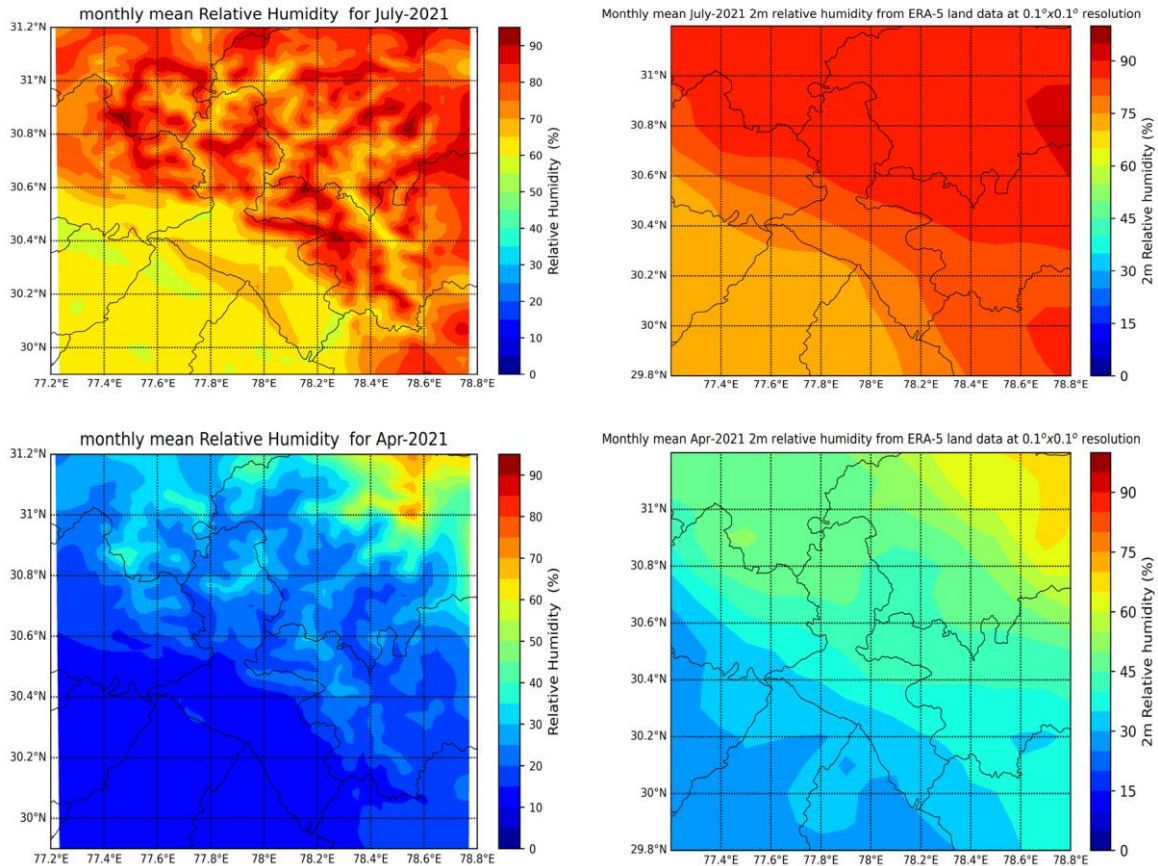 monthly mean Relative Humidity for July-2021
31.2°N
31°N
30.8°N
30.6°N
30.4°N
30.2°N
30°N
77.2°E
77.4°E
77.6°E
77.8°E
78°E
78.2°E
78.4°E
78.6°E
78.8°E
90
80
70
60
50
40
30
20
10
0
Relative Humidity (%)
Monthly mean July-2021 2m relative humidity from ERA-5 land data at 0.1°x0.1° resolution
31°N
30.8°N
30.6°N
30.4°N
30.2°N
30°N
29.8°N
77.4°E
77.6°E
77.8°E
78°E
78.2°E
78.4°E
78.6°E
78.8°E
90
75
60
45
30
15
0
2m Relative Humidity (%)
monthly mean Relative Humidity for Apr-2021
31.2°N
31°N
30.8°N
30.6°N
30.4°N
30.2°N
30°N
77.2°E
77.4°E
77.6°E
77.8°E
78°E
78.2°E
78.4°E
78.6°E
78.8°E
90
80
70
60
50
40
30
20
10
0
Relative Humidity (%)
Monthly mean Apr-2021 2m relative humidity from ERA-5 land data at 0.1°x0.1° resolution
31°N
30.8°N
30.6°N
30.4°N
30.2°N
30°N
29.8°N
77.4°E
77.6°E
77.8°E
78°E
78.2°E
78.4°E
78.6°E
78.8°E
90
75
60
45
30
15
0
2m Relative Humidity (%)